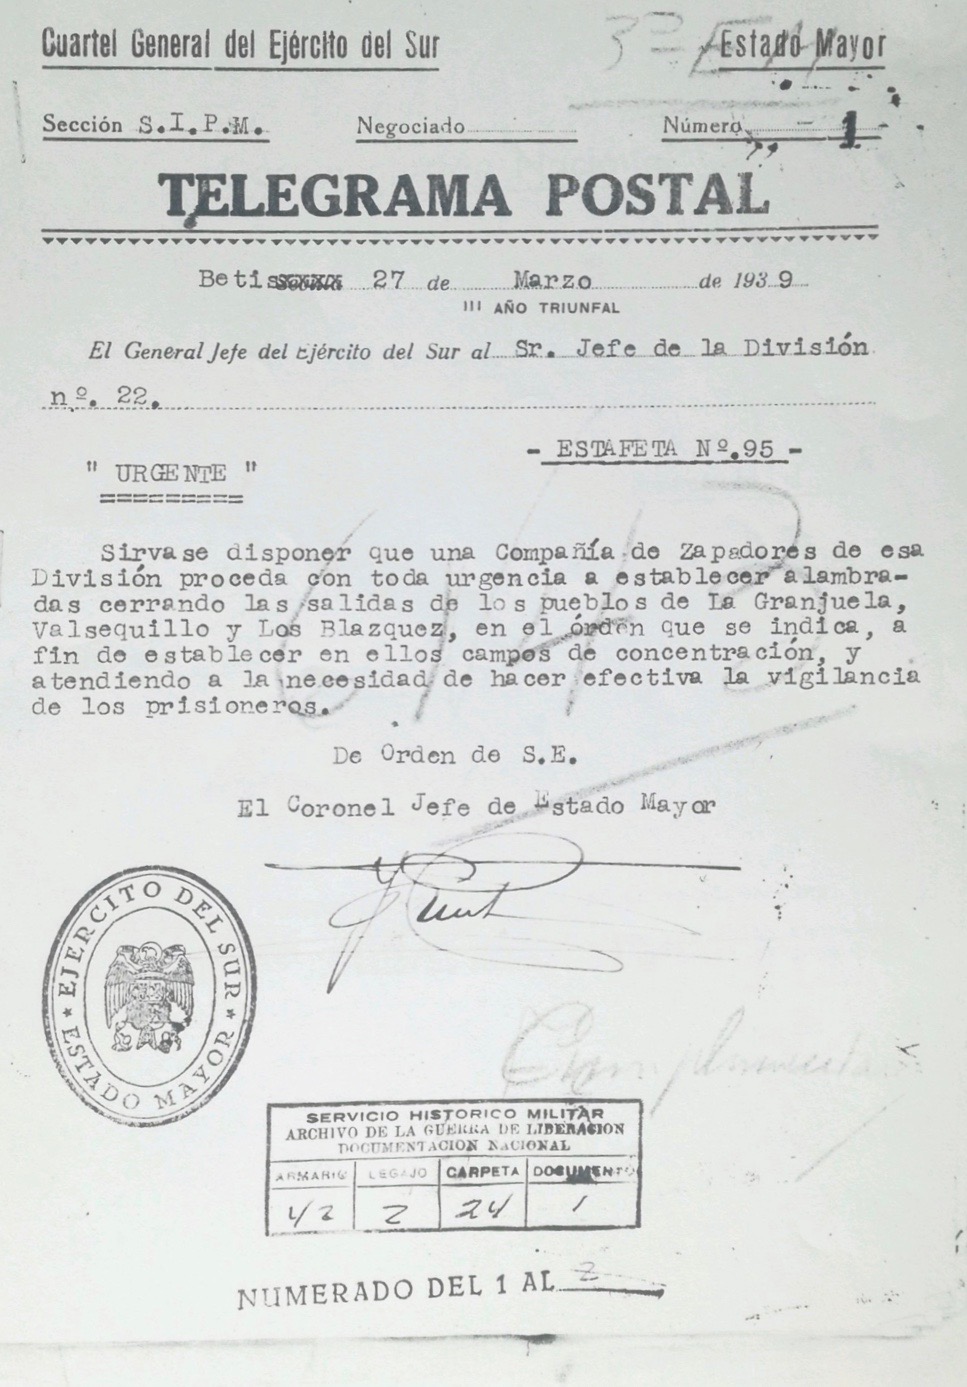 Cuartel General del Ejército del Sur
3ª
Estado Mayor
Sección S.I.P.M.
Negociado
Número - 1
TELEGRAMA POSTAL
Betis 27 de Marzo de 1939
III AÑO TRIUNFAL
El General Jefe del Ejército del Sur al Sr. Jefe de la División
nº. 22.
- ESTAFETA Nº.95 -
" URGENTE "
Sirvase disponer que una Compañía de Zapadores de esa
División proceda con toda urgencia a establecer alambra-
das cerrando las salidas de los pueblos de La Granjuela,
Valsequillo y Los Blazquez, en el órden que se indica, a
fin de establecer en ellos campos de concentración, y
atendiendo a la necesidad de hacer efectiva la vigilancia
de los prisioneros.
De Orden de S.E.
El Coronel Jefe de Estado Mayor
EJERCITO DEL SUR
ESTADO MAYOR
SERVICIO HISTORICO MILITAR
ARCHIVO DE LA GUERRA DE LIBERACION
DOCUMENTACION NACIONAL
ARMARIO LEGAJO CARPETA DOCUMENTO
42 2 24 1
NUMERADO DEL 1 AL 2